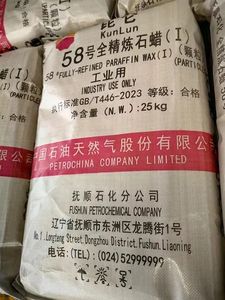 昆仑
KunLun
58号全精炼石蜡(Ⅰ)(颗粒)
58# FULLY-REFINED PARAFFIN WAX(Ⅰ)
工业用
INDUSTRY USE ONLY
执行标准GB/T446-2023 等级：合格
净含量(N.W.)：25kg
中国石油天然气股份有限公司
PETROCHINA COMPANY LIMITED
抚顺石化分公司
FUSHUN PETROCHEMICAL COMPANY
辽宁省抚顺市东洲区龙腾街1号
No.1.Longteng Street,Dongzhou District.Fushun.Liaoning
电话:(TEL):(024)52999999